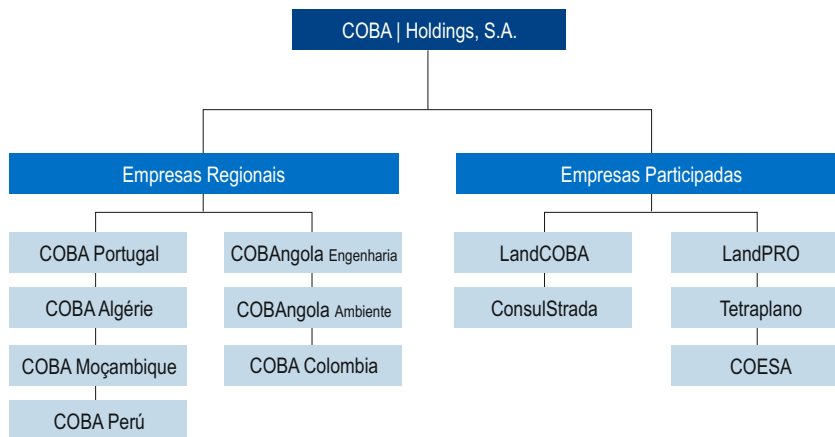 COBA | Holdings, S.A.
Empresas Regionais
Empresas Participadas
COBA Portugal
COBAngola Engenharia
LandCOBA
LandPRO
COBA Algérie
COBAngola Ambiente
ConsulStrada
Tetraplano
COBA Moçambique
COBA Colombia
COESA
COBA Perú